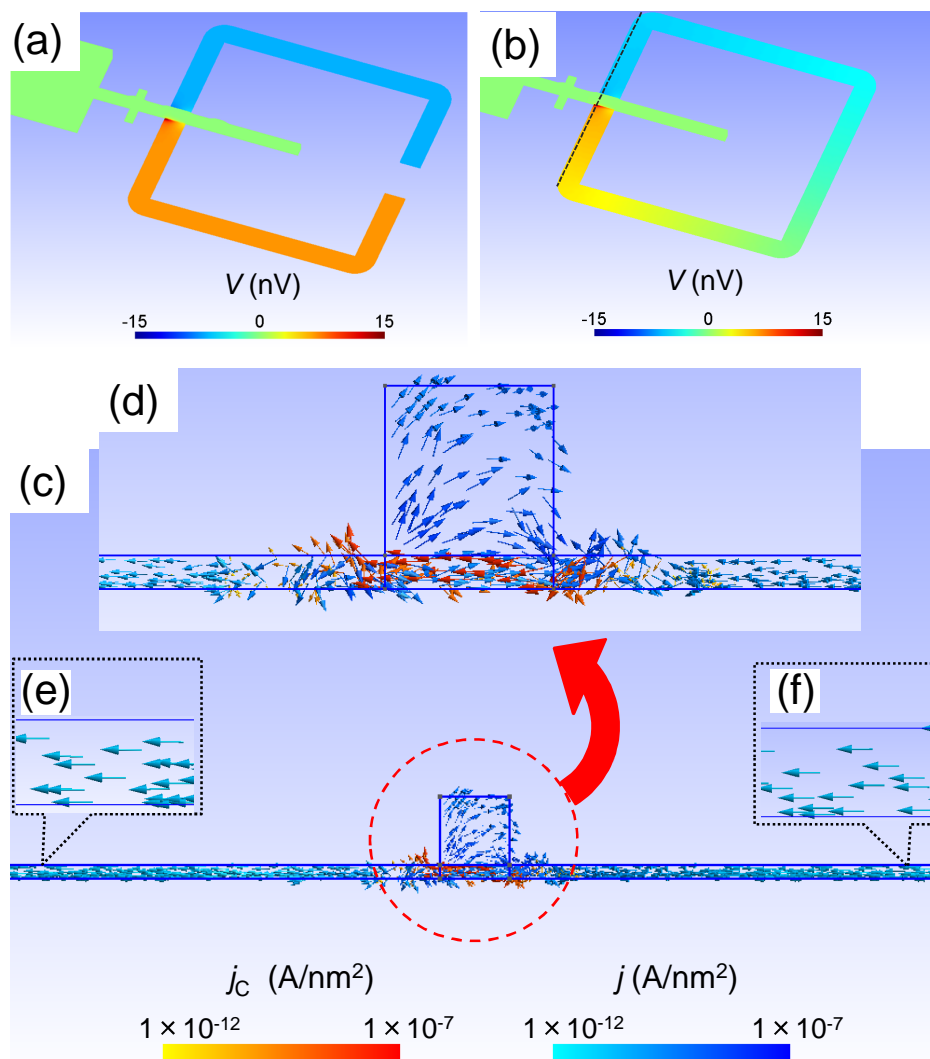 (a)
(b)
V (nV)
-15 0 15
V (nV)
-15 0 15
(d)
(c)
(e)
(f)
jC (A/nm²)
j (A/nm²)
1 × 10⁻¹² 1 × 10⁻⁷
1 × 10⁻¹² 1 × 10⁻⁷